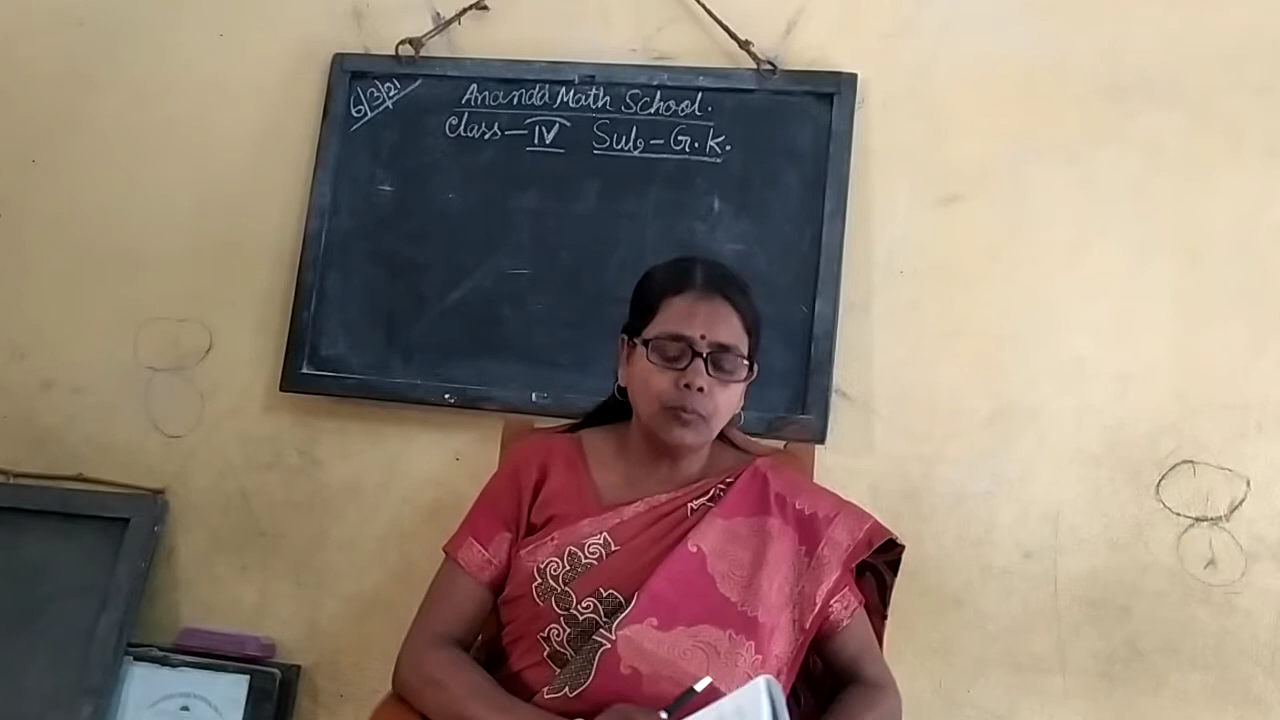 6/3/21
Ananda Math School.
Class - IV Sub - G.K.